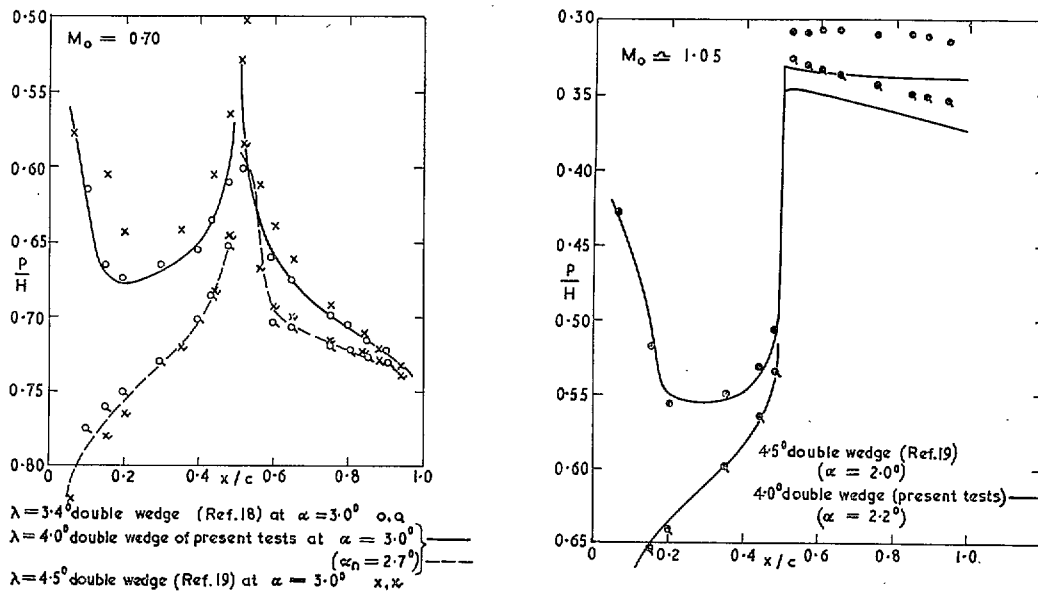 0·50
M₀ = 0·70
0·55
0·60
0·65
P/H
0·70
0·75
0·80
0 0·2 0·4 0·6 0·8 1·0
x/c
λ=3·4° double wedge (Ref. 18) at α=3·0° o,o
λ=4·0° double wedge of present tests at α = 3·0°
(αn = 2·7°)
λ=4·5° double wedge (Ref. 19) at α = 3·0° x,x
0·30
M₀ ≏ 1·05
0·35
0·40
0·45
P/H
0·50
0·55
0·60
0·65
4·5° double wedge (Ref. 19)
(α = 2·0°)
4·0° double wedge (present tests)
(α = 2·2°)
0·2 0·4 0·6 0·8 1·0
x/c